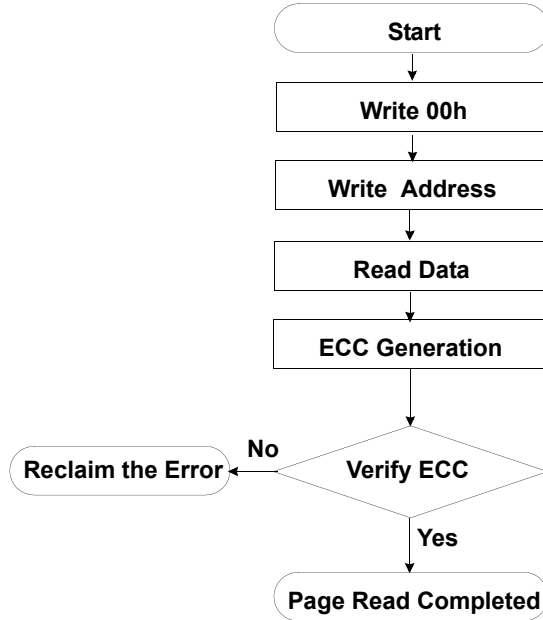 Start
Write 00h
Write Address
Read Data
ECC Generation
No
Reclaim the Error
Verify ECC
Yes
Page Read Completed